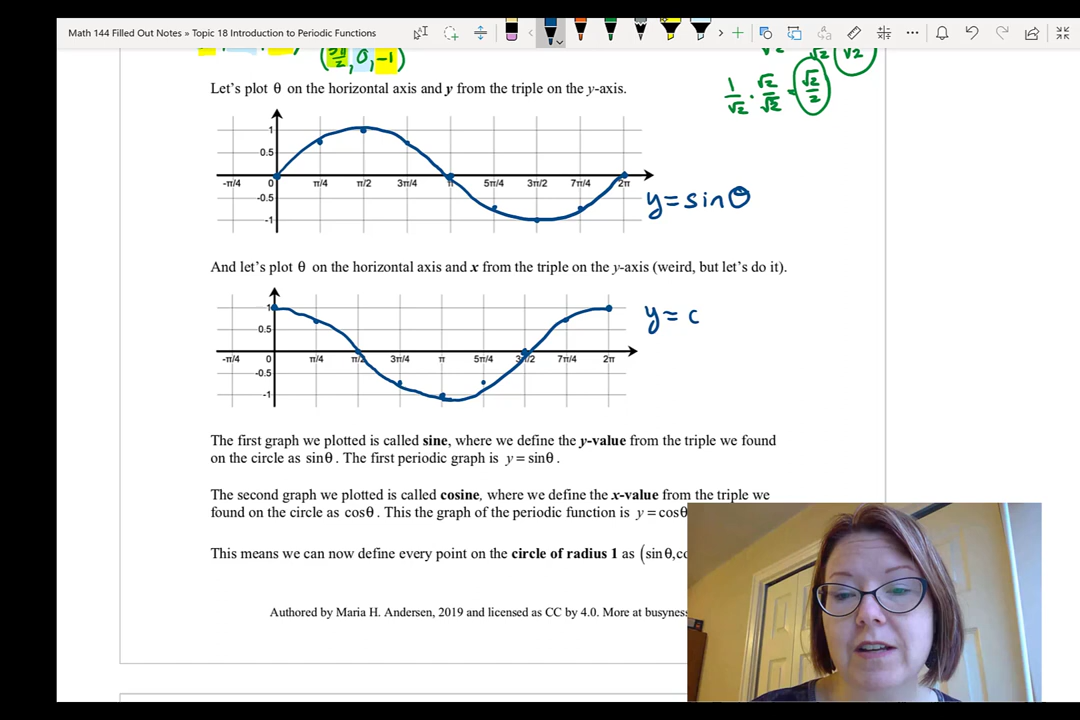 Math 144 Filled Out Notes » Topic 18 Introduction to Periodic Functions
, 0, -1)
1/√2 · √2/√2 = √2/2
Let's plot θ on the horizontal axis and y from the triple on the y-axis.
1
0.5
-π/4 0 π/4 π/2 3π/4 π 5π/4 3π/2 7π/4 2π
-0.5
-1
y = sin θ
And let's plot θ on the horizontal axis and x from the triple on the y-axis (weird, but let's do it).
1
0.5
-π/4 0 π/4 π/2 3π/4 π 5π/4 3π/2 7π/4 2π
-0.5
-1
y = c
The first graph we plotted is called sine, where we define the y-value from the triple we found
on the circle as sinθ. The first periodic graph is y = sinθ.
The second graph we plotted is called cosine, where we define the x-value from the triple we
found on the circle as cosθ. This the graph of the periodic function is y = cosθ
This means we can now define every point on the circle of radius 1 as (sinθ,co
Authored by Maria H. Andersen, 2019 and licensed as CC by 4.0. More at busyness